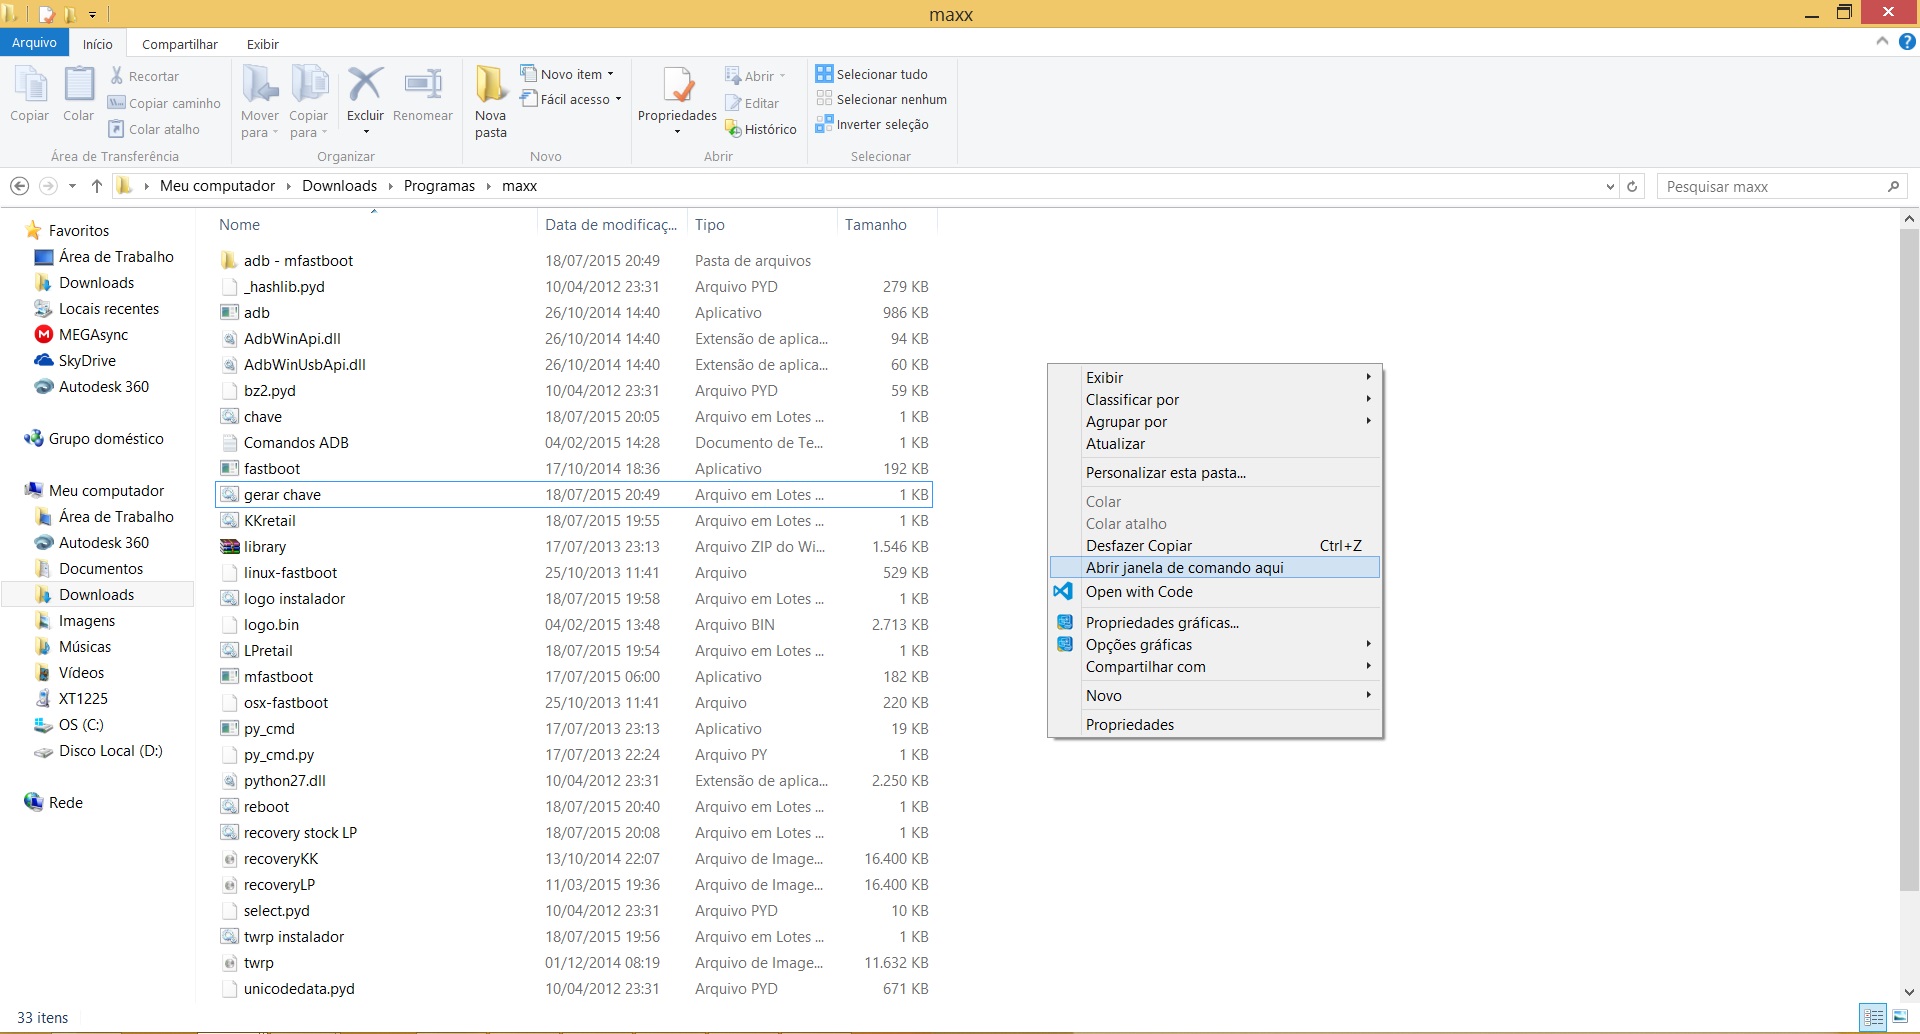 maxx
Arquivo Início Compartilhar Exibir
Copiar
Colar
Recortar
Copiar caminho
Colar atalho
Área de Transferência
Mover para
Copiar para
Excluir
Renomear
Organizar
Nova pasta
Novo item
Fácil acesso
Novo
Propriedades
Abrir
Editar
Histórico
Abrir
Selecionar tudo
Selecionar nenhum
Inverter seleção
Selecionar
Meu computador Downloads Programas maxx
Pesquisar maxx
Favoritos
Área de Trabalho
Downloads
Locais recentes
MEGAsync
SkyDrive
Autodesk 360
Grupo doméstico
Meu computador
Área de Trabalho
Autodesk 360
Documentos
Downloads
Imagens
Músicas
Vídeos
XT1225
OS (C:)
Disco Local (D:)
Rede
Nome Data de modificaç... Tipo Tamanho
adb - mfastboot 18/07/2015 20:49 Pasta de arquivos
_hashlib.pyd 10/04/2012 23:31 Arquivo PYD 279 KB
adb 26/10/2014 14:40 Aplicativo 986 KB
AdbWinApi.dll 26/10/2014 14:40 Extensão de aplica... 94 KB
AdbWinUsbApi.dll 26/10/2014 14:40 Extensão de aplica... 60 KB
bz2.pyd 10/04/2012 23:31 Arquivo PYD 59 KB
chave 18/07/2015 20:05 Arquivo em Lotes ... 1 KB
Comandos ADB 04/02/2015 14:28 Documento de Te... 1 KB
fastboot 17/10/2014 18:36 Aplicativo 192 KB
gerar chave 18/07/2015 20:49 Arquivo em Lotes ... 1 KB
KKretail 18/07/2015 19:55 Arquivo em Lotes ... 1 KB
library 17/07/2013 23:13 Arquivo ZIP do Wi... 1.546 KB
linux-fastboot 25/10/2013 11:41 Arquivo 529 KB
logo instalador 18/07/2015 19:58 Arquivo em Lotes ... 1 KB
logo.bin 04/02/2015 13:48 Arquivo BIN 2.713 KB
LPretail 18/07/2015 19:54 Arquivo em Lotes ... 1 KB
mfastboot 17/07/2015 06:00 Aplicativo 182 KB
osx-fastboot 25/10/2013 11:41 Arquivo 220 KB
py_cmd 17/07/2013 23:13 Aplicativo 19 KB
py_cmd.py 17/07/2013 22:24 Arquivo PY 1 KB
python27.dll 10/04/2012 23:31 Extensão de aplica... 2.250 KB
reboot 18/07/2015 20:40 Arquivo em Lotes ... 1 KB
recovery stock LP 18/07/2015 20:08 Arquivo em Lotes ... 1 KB
recoveryKK 13/10/2014 22:07 Arquivo de Image... 16.400 KB
recoveryLP 11/03/2015 19:36 Arquivo de Image... 16.400 KB
select.pyd 10/04/2012 23:31 Arquivo PYD 10 KB
twrp instalador 18/07/2015 19:56 Arquivo em Lotes ... 1 KB
twrp 01/12/2014 08:19 Arquivo de Image... 11.632 KB
unicodedata.pyd 10/04/2012 23:31 Arquivo PYD 671 KB
Exibir
Classificar por
Agrupar por
Atualizar
Personalizar esta pasta...
Colar
Colar atalho
Desfazer Copiar Ctrl+Z
Abrir janela de comando aqui
Open with Code
Propriedades gráficas...
Opções gráficas
Compartilhar com
Novo
Propriedades
33 itens